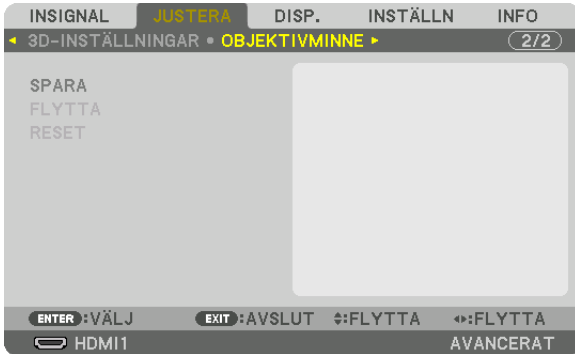 INSIGNAL JUSTERA DISP. INSTÄLLN INFO
3D-INSTÄLLNINGAR • OBJEKTIVMINNE 2/2
SPARA
FLYTTA
RESET
ENTER :VÄLJ EXIT :AVSLUT :FLYTTA :FLYTTA
HDMI1 AVANCERAT